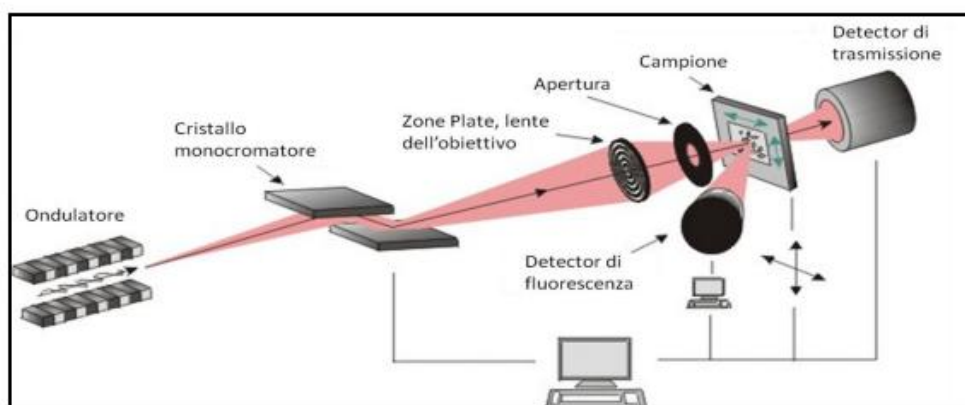 Detector di
trasmissione
Campione
Apertura
Zone Plate, lente
dell'obiettivo
Cristallo
monocromatore
Ondulatore
Detector di
fluorescenza